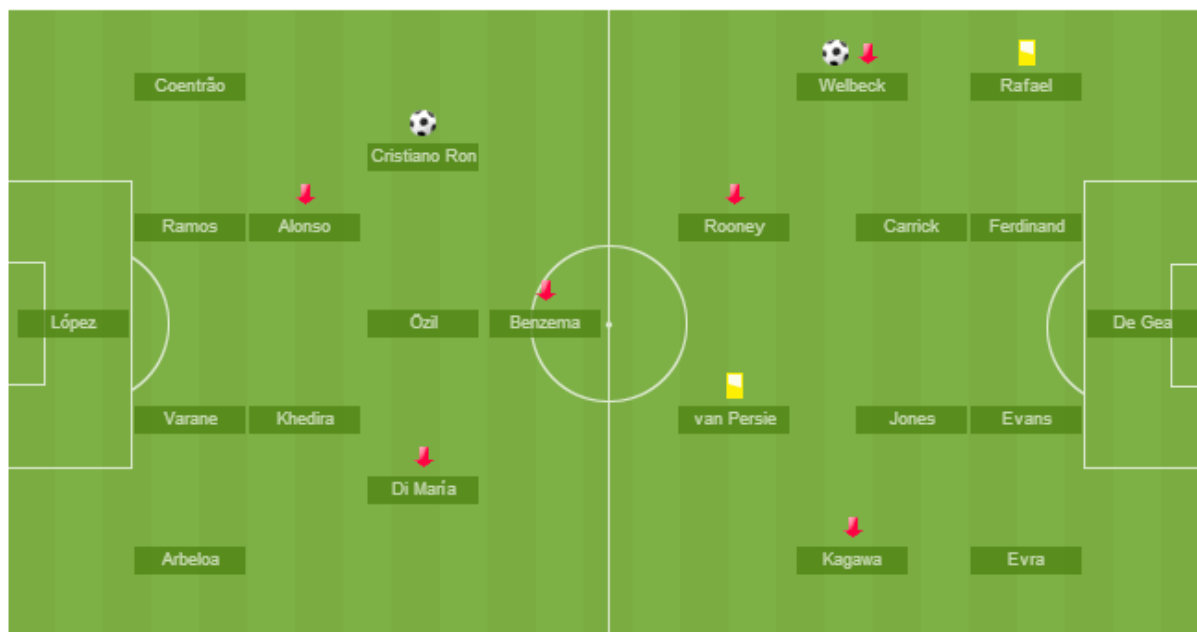 Welbeck
Rafael
Coentrão
Cristiano Ron
Ramos
Alonso
Rooney
Carrick
Ferdinand
López
Özil
Benzema
De Gea
Varane
Khedira
van Persie
Jones
Evans
Di María
Arbeloa
Kagawa
Evra